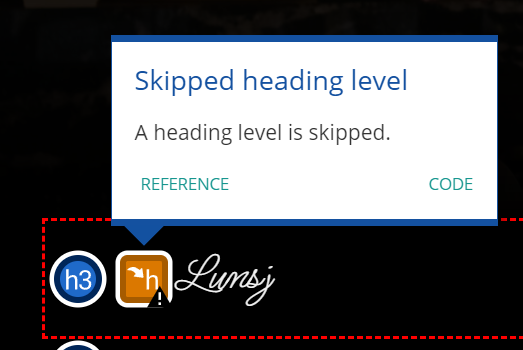 Skipped heading level
A heading level is skipped.
REFERENCE CODE
h3 h Lunsj